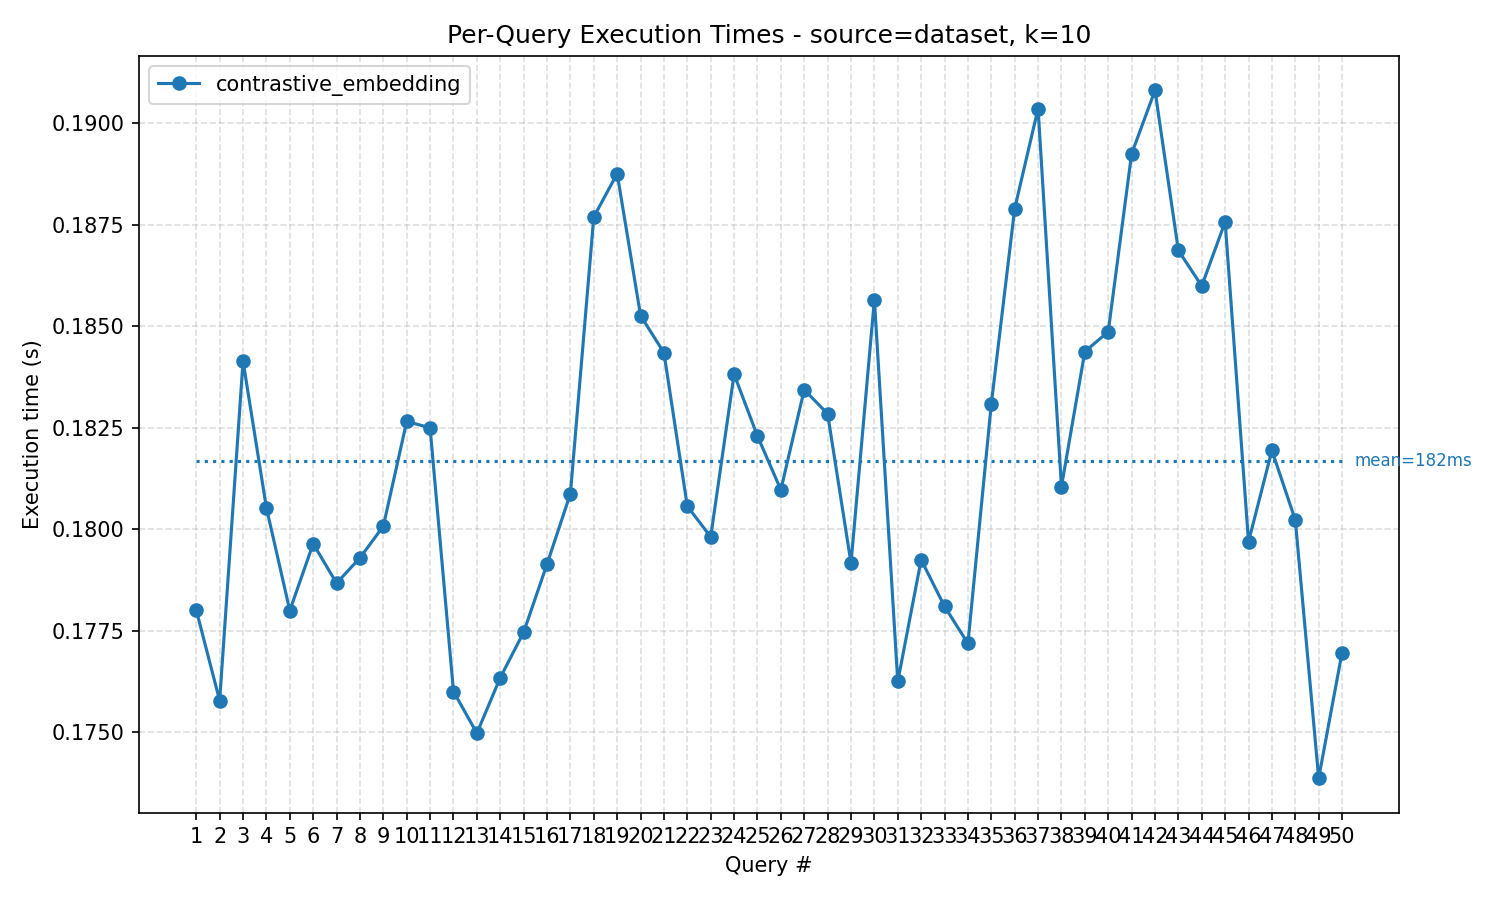 Per-Query Execution Times - source=dataset, k=10
contrastive_embedding
0.1900
0.1875
0.1850
0.1825
0.1800
0.1775
0.1750
Execution time (s)
mean=182ms
1 2 3 4 5 6 7 8 9 10 11 12 13 14 15 16 17 18 19 20 21 22 23 24 25 26 27 28 29 30 31 32 33 34 35 36 37 38 39 40 41 42 43 44 45 46 47 48 49 50
Query #